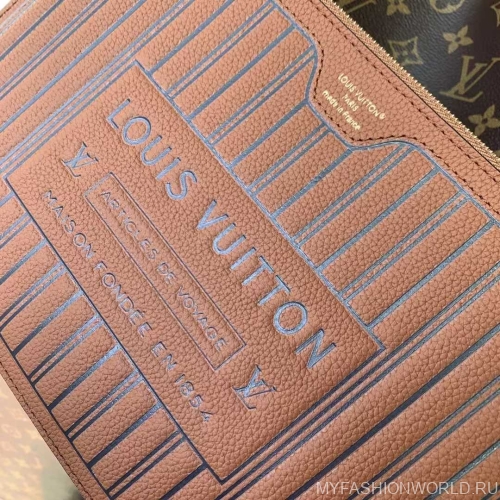 LOUIS VUITTON®
PARIS
made in France
LOUIS VUITTON
LV
ARTICLES DE VOYAGE
MAISON FONDÉE EN 1854
LV
MYFASHIONWORLD.RU